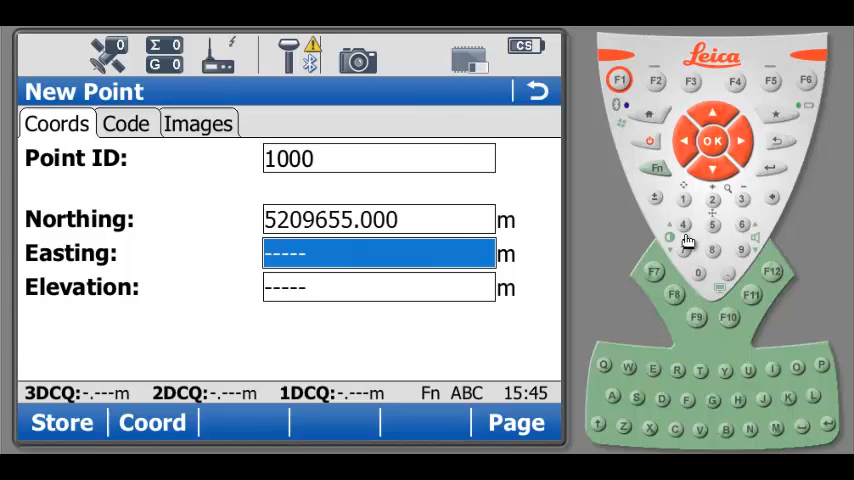 0 Σ 0 G 0 CS
New Point
Coords Code Images
Point ID: 1000
Northing: 5209655.000 m
Easting: ----- m
Elevation: ----- m
3DCQ:-.---m 2DCQ:-.---m 1DCQ:-.---m Fn ABC 15:45
Store Coord Page
Leica
F1 F2 F3 F4 F5 F6
OK
Fn
1 2 3
4 5 6
7 8 9
0 .
F7 F12
F8 F11
F9 F10
Q W E R T Y U I O P
A S D F G H J K L
Z X C V B N M